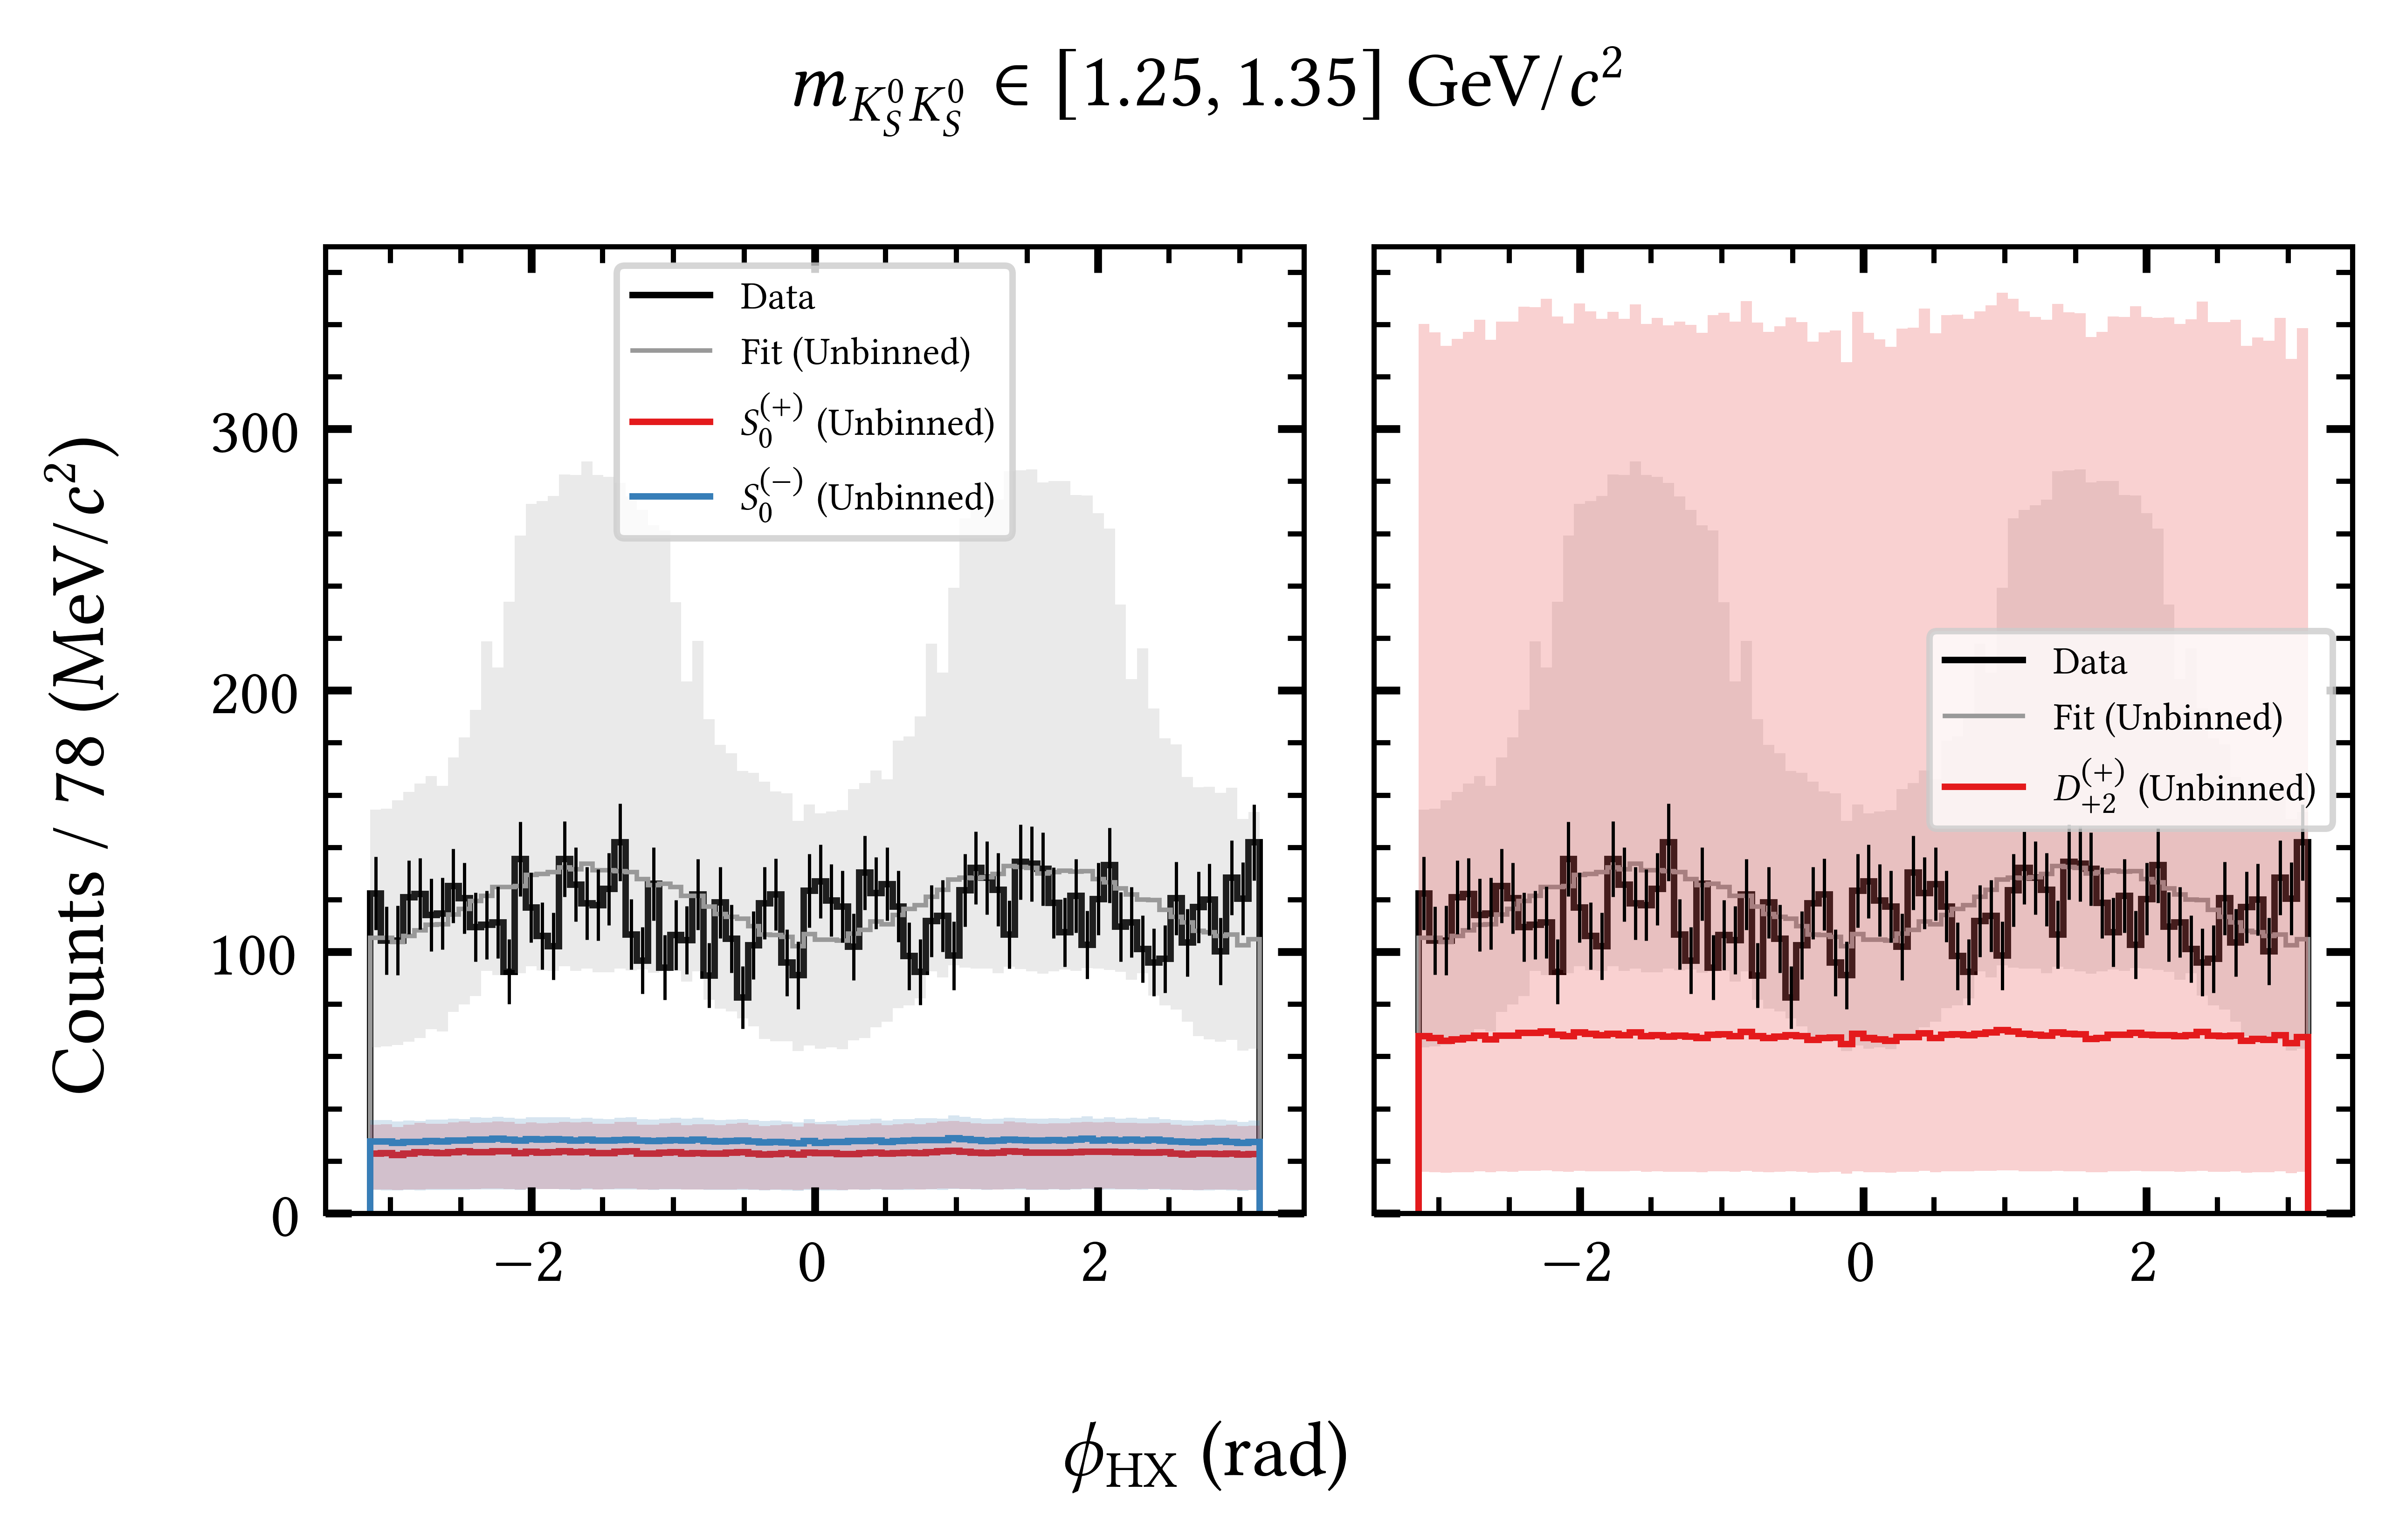 m_{K_S^0 K_S^0} ∈ [1.25, 1.35] GeV/c²
Counts / 78 (MeV/c²)
300
200
100
0
Data
Fit (Unbinned)
S_0^{(+)} (Unbinned)
S_0^{(−)} (Unbinned)
−2 0 2
Data
Fit (Unbinned)
D_{+2}^{(+)} (Unbinned)
−2 0 2
ϕ_{HX} (rad)